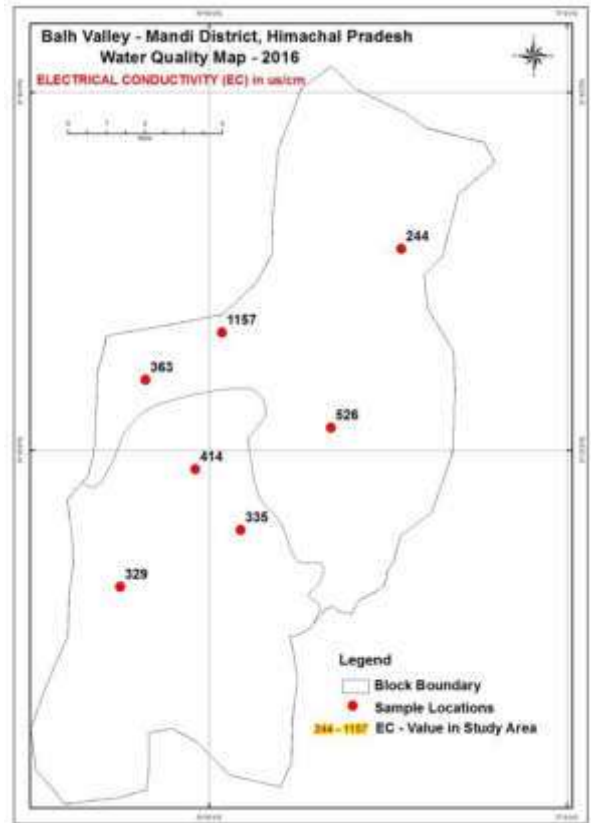 Balh Valley - Mandi District, Himachal Pradesh
Water Quality Map - 2016
ELECTRICAL CONDUCTIVITY (EC) in us/cm
244
1157
363
526
414
335
329
Legend
Block Boundary
Sample Locations
244 - 1157 EC - Value in Study Area